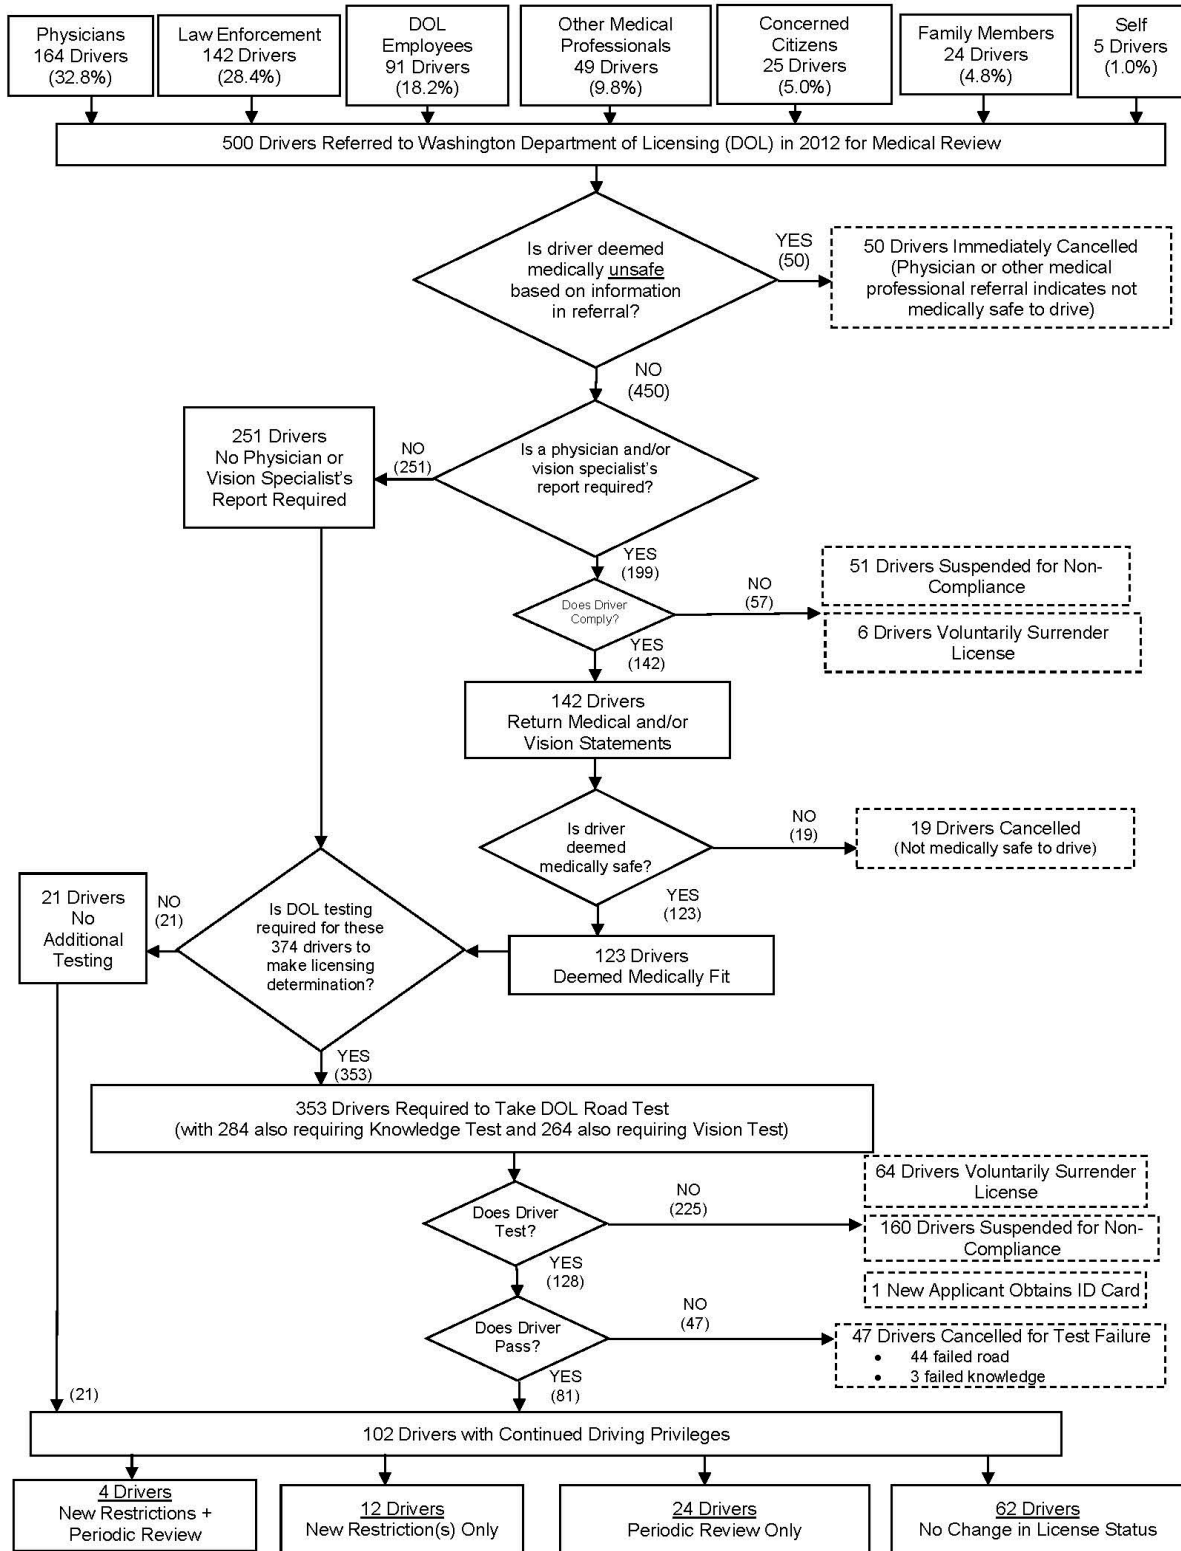 Physicians
164 Drivers
(32.8%)
Law Enforcement
142 Drivers
(28.4%)
DOL
Employees
91 Drivers
(18.2%)
Other Medical
Professionals
49 Drivers
(9.8%)
Concerned
Citizens
25 Drivers
(5.0%)
Family Members
24 Drivers
(4.8%)
Self
5 Drivers
(1.0%)
500 Drivers Referred to Washington Department of Licensing (DOL) in 2012 for Medical Review
Is driver deemed
medically unsafe
based on information
in referral?
YES
(50)
50 Drivers Immediately Cancelled
(Physician or other medical
professional referral indicates not
medically safe to drive)
NO
(450)
Is a physician and/or
vision specialist's
report required?
NO
(251)
251 Drivers
No Physician or
Vision Specialist's
Report Required
YES
(199)
Does Driver
Comply?
NO
(57)
51 Drivers Suspended for Non-
Compliance
6 Drivers Voluntarily Surrender
License
YES
(142)
142 Drivers
Return Medical and/or
Vision Statements
Is driver
deemed
medically safe?
NO
(19)
19 Drivers Cancelled
(Not medically safe to drive)
YES
(123)
123 Drivers
Deemed Medically Fit
Is DOL testing
required for these
374 drivers to
make licensing
determination?
NO
(21)
21 Drivers
No
Additional
Testing
YES
(353)
353 Drivers Required to Take DOL Road Test
(with 284 also requiring Knowledge Test and 264 also requiring Vision Test)
Does Driver
Test?
NO
(225)
64 Drivers Voluntarily Surrender
License
160 Drivers Suspended for Non-
Compliance
1 New Applicant Obtains ID Card
YES
(128)
Does Driver
Pass?
NO
(47)
47 Drivers Cancelled for Test Failure
• 44 failed road
• 3 failed knowledge
YES
(81)
(21)
102 Drivers with Continued Driving Privileges
4 Drivers
New Restrictions +
Periodic Review
12 Drivers
New Restriction(s) Only
24 Drivers
Periodic Review Only
62 Drivers
No Change in License Status